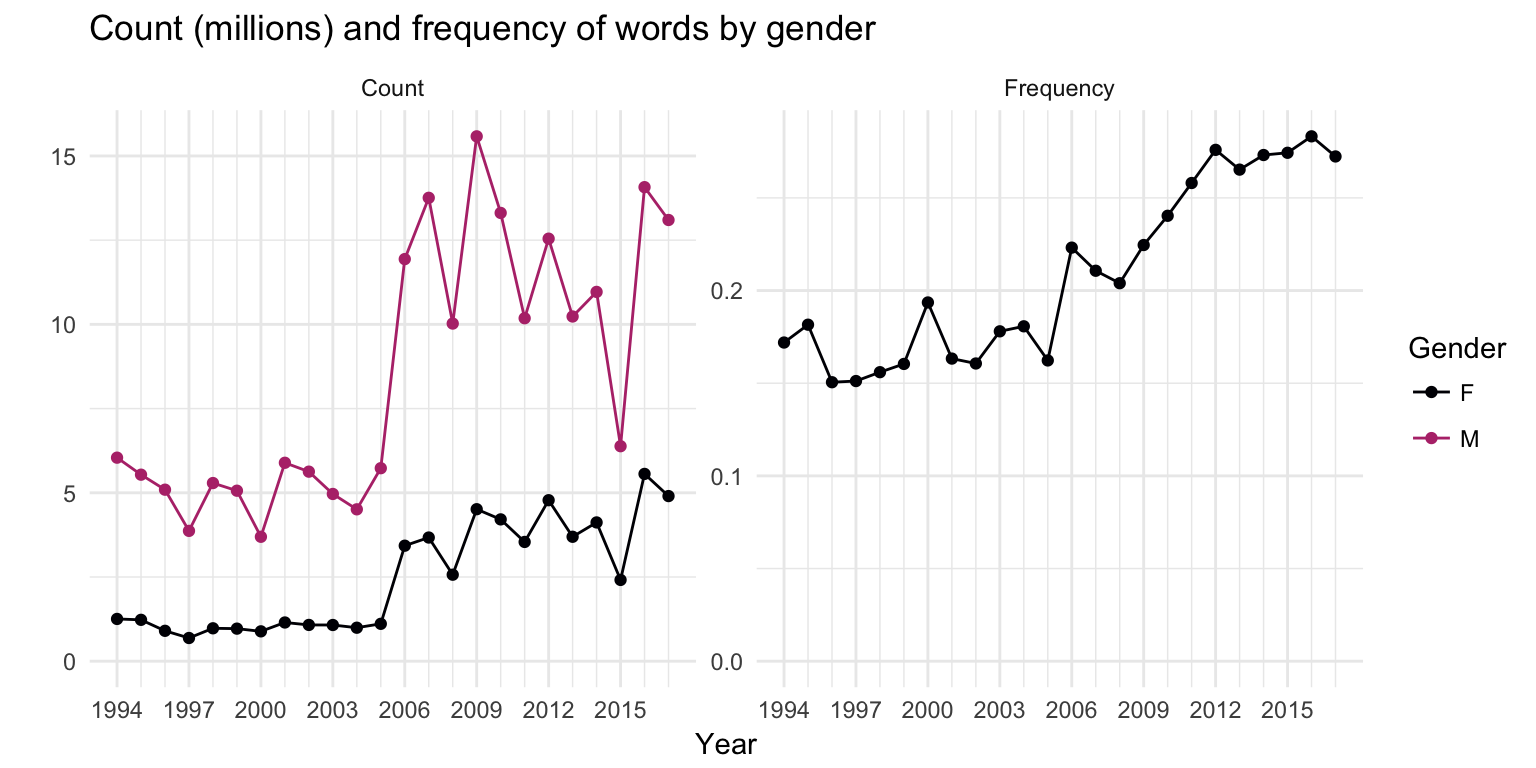 Count (millions) and frequency of words by gender
Count
Frequency
15
10
5
0
0.2
0.1
0.0
1994 1997 2000 2003 2006 2009 2012 2015
1994 1997 2000 2003 2006 2009 2012 2015
Year
Gender
F
M